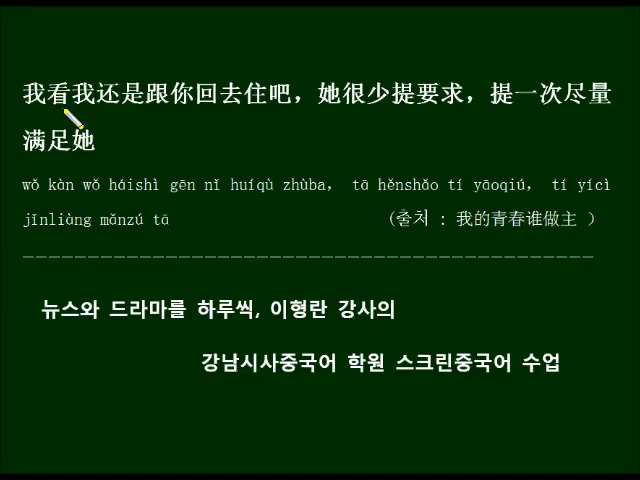 我看我还是跟你回去住吧，她很少提要求，提一次尽量
满足她
wǒ kàn wǒ háishì gēn nǐ huíqù zhùba， tā hěnshǎo tí yāoqiú， tí yícì
jǐnliàng mǎnzú tā (출처 : 我的青春谁做主 )
뉴스와 드라마를 하루씩, 이형란 강사의
강남시사중국어 학원 스크린중국어 수업